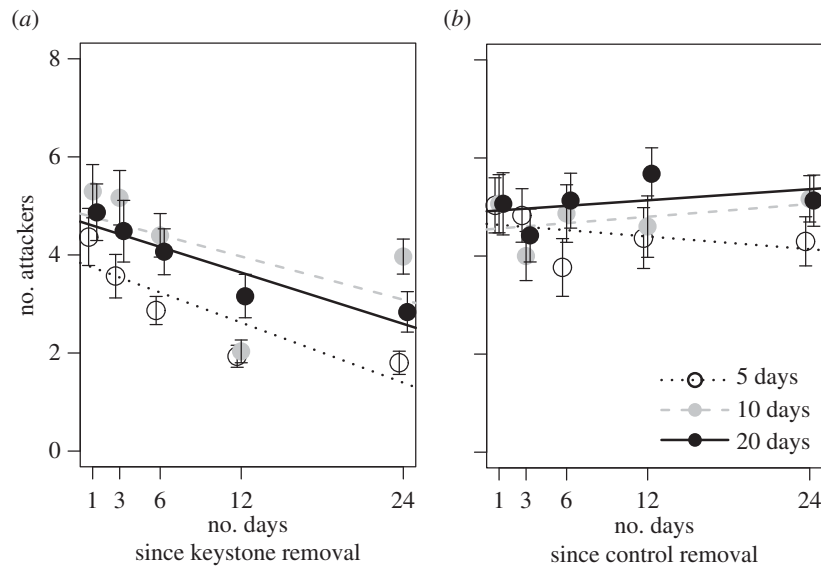 (a)
(b)
no. attackers
8
6
4
2
0
1 3 6 12 24
no. days
since keystone removal
5 days
10 days
20 days
1 3 6 12 24
no. days
since control removal